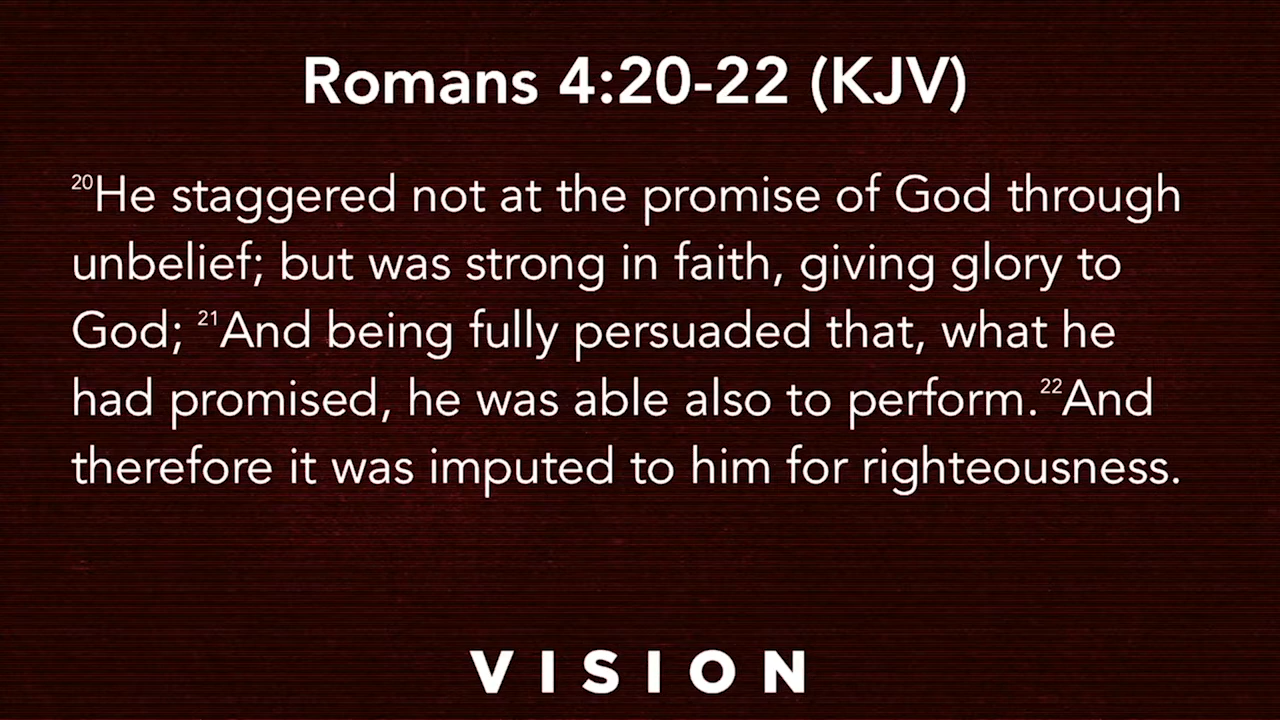 Romans 4:20-22 (KJV)
20He staggered not at the promise of God through
unbelief; but was strong in faith, giving glory to
God; 21And being fully persuaded that, what he
had promised, he was able also to perform.22And
therefore it was imputed to him for righteousness.
VISION